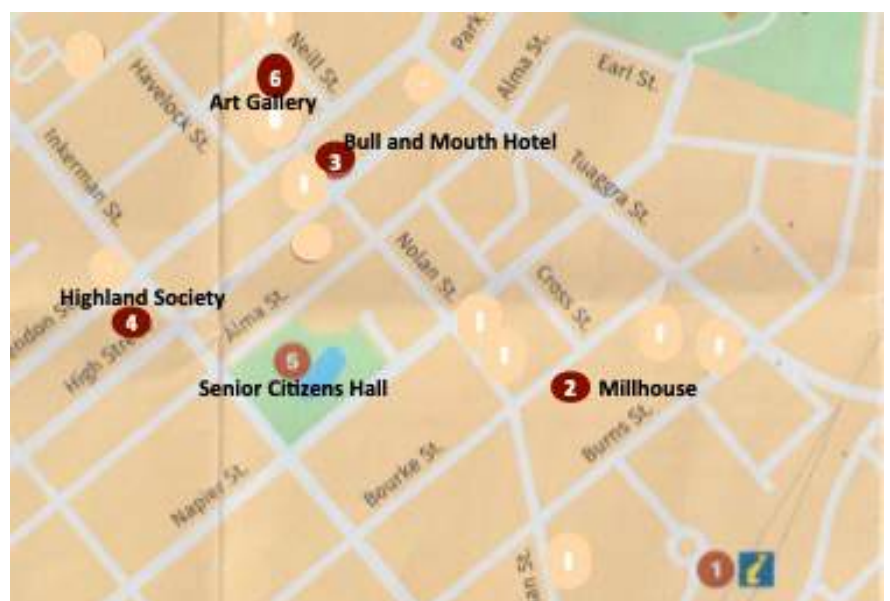 Park
Neill St.
Alma St.
Earl St.
6
Art Gallery
Havelock St.
Bull and Mouth Hotel
3
Inkerman St.
Tuaggra St.
Nolan St.
Cross St.
Highland Society
4
Alma St.
High Stre
5
Senior Citizens Hall
2 Millhouse
Burns St.
Bourke St.
Napier St.
1